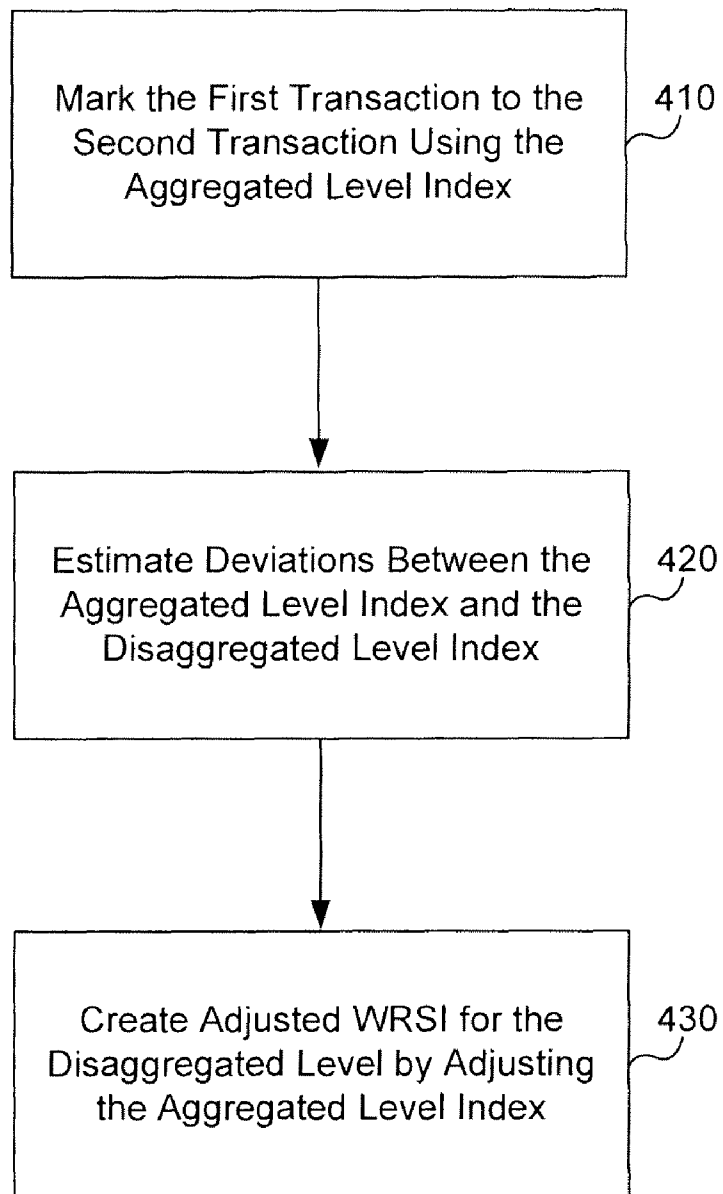 Mark the First Transaction to the
Second Transaction Using the
Aggregated Level Index
410
Estimate Deviations Between the
Aggregated Level Index and the
Disaggregated Level Index
420
Create Adjusted WRSI for the
Disaggregated Level by Adjusting
the Aggregated Level Index
430